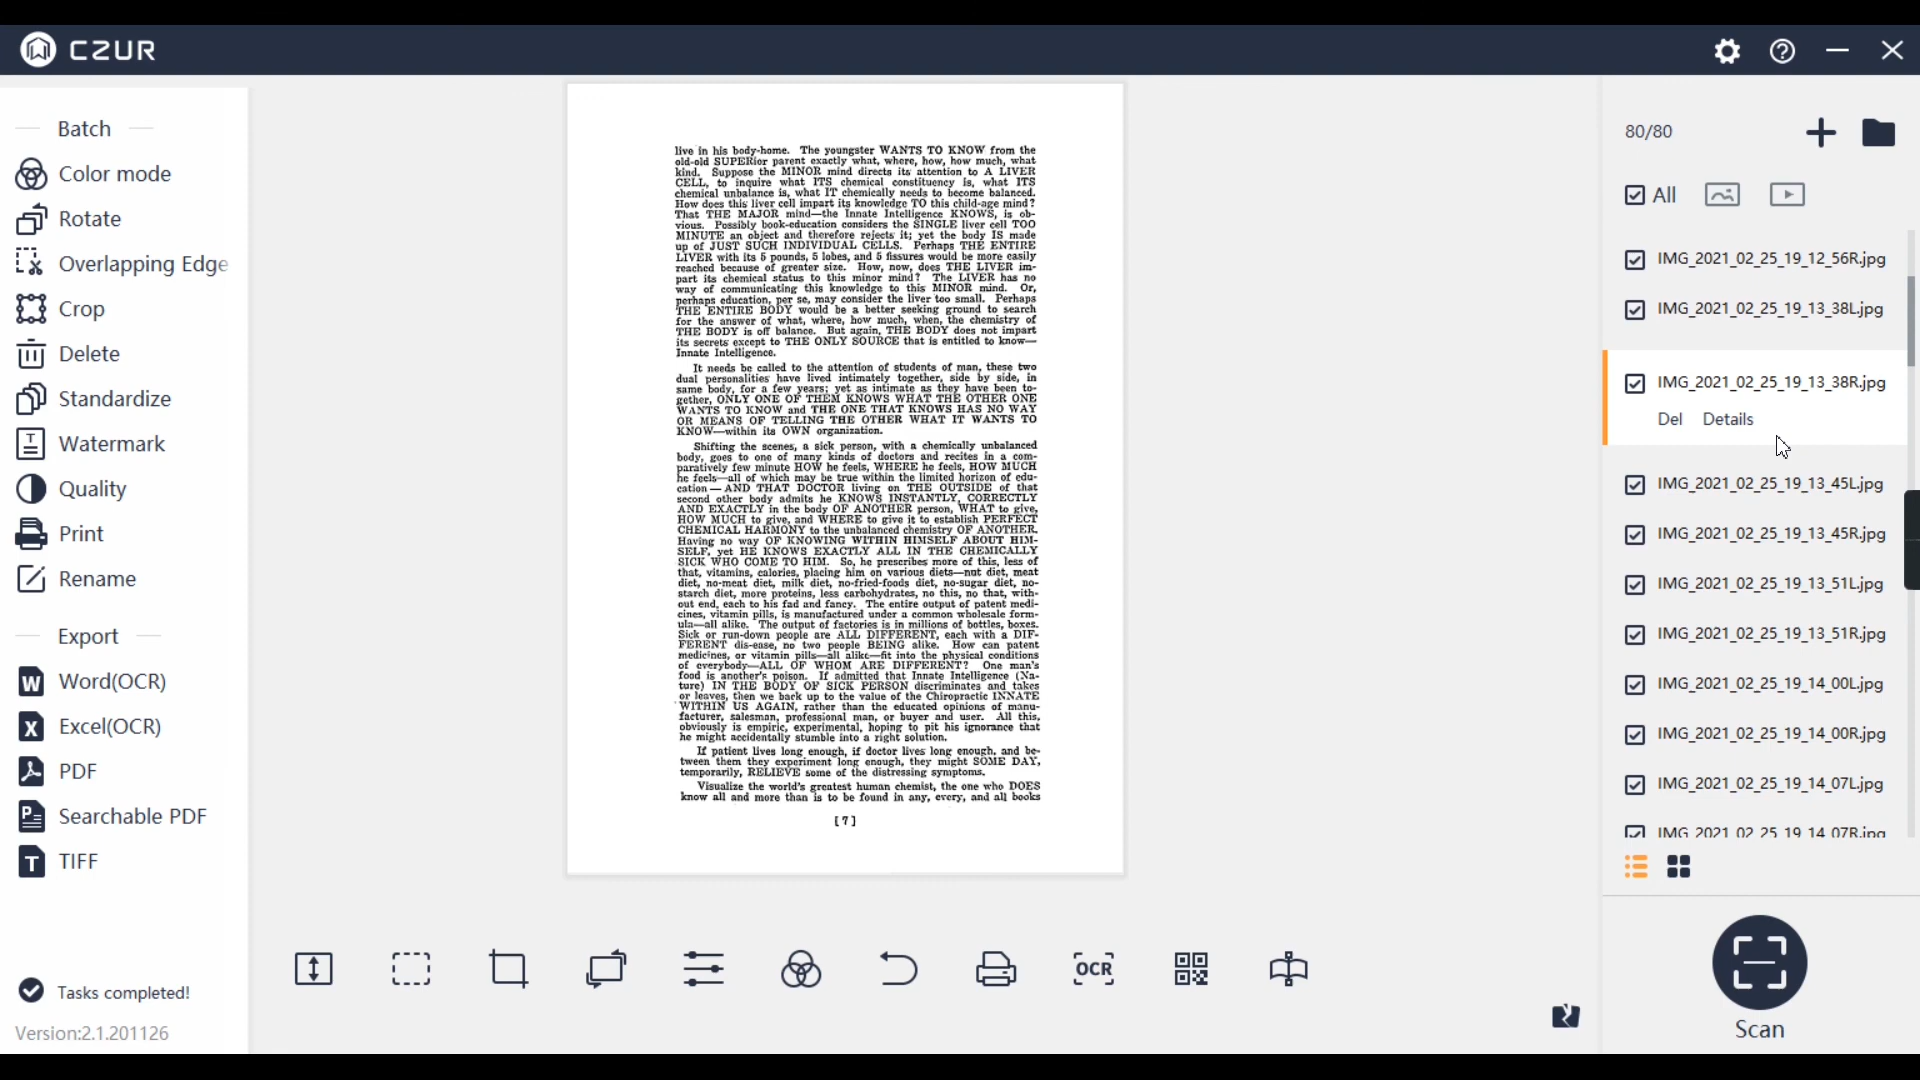 CZUR
Batch
Color mode
Rotate
Overlapping Edge
Crop
Delete
Standardize
Watermark
Quality
Print
Rename
Export
Word(OCR)
Excel(OCR)
PDF
Searchable PDF
TIFF
Tasks completed!
Version:2.1.201126
live in his body-home. The youngster WANTS TO KNOW from the
old-old SUPERior parent exactly what, where, how, how much, what
kind. Suppose the MINOR mind directs its attention to A LIVER
CELL, to inquire what ITS chemical constituency is, what ITS
chemical unbalance is, what IT chemically needs to become balanced.
How does this liver cell impart its knowledge TO this child-age mind?
That THE MAJOR mind—the Innate Intelligence KNOWS, is ob-
vious. Possibly book-education considers the SINGLE liver cell TOO
MINUTE an object and therefore rejects it; yet the body IS made
up of JUST SUCH INDIVIDUAL CELLS. Perhaps THE ENTIRE
LIVER with its 5 pounds, 5 lobes, and 5 fissures would be more easily
reached because of greater size. How, now, does THE LIVER im-
part its chemical status to this minor mind? The LIVER has no
way of communicating this knowledge to this MINOR mind. Or,
perhaps education, per se, may consider the liver too small. Perhaps
THE ENTIRE BODY would be a better seeking ground to search
for the answer of what, where, how much, when, the chemistry of
THE BODY is off balance. But again, THE BODY does not impart
its secrets except to THE ONLY SOURCE that is entitled to know—
Innate Intelligence.
It needs be called to the attention of students of man, these two
dual personalities have lived intimately together, side by side, in
same body, for a few years; yet as intimate as they have been to-
gether, ONLY ONE OF THEM KNOWS WHAT THE OTHER ONE
WANTS TO KNOW and THE ONE THAT KNOWS HAS NO WAY
OR MEANS OF TELLING THE OTHER WHAT IT WANTS TO
KNOW—within its OWN organization.
Shifting the scenes, a sick person, with a chemically unbalanced
body, goes to one of many kinds of doctors and recites in a com-
paratively few minute HOW he feels, WHERE he feels, HOW MUCH
he feels—all of which may be true within the limited horizon of edu-
cation — AND THAT DOCTOR living on THE OUTSIDE of that
second other body admits he KNOWS INSTANTLY, CORRECTLY
AND EXACTLY in the body OF ANOTHER person, WHAT to give,
HOW MUCH to give, and WHERE to give it to establish PERFECT
CHEMICAL HARMONY to the unbalanced chemistry OF ANOTHER.
Having no way OF KNOWING WITHIN HIMSELF ABOUT HIM-
SELF, yet HE KNOWS EXACTLY ALL IN THE CHEMICALLY
SICK WHO COME TO HIM. So, he prescribes more of this, less of
that, vitamins, calories, placing him on various diets—nut diet, meat
diet, no-meat diet, milk diet, no-fried-foods diet, no-sugar diet, no-
starch diet, more proteins, less carbohydrates, no this, no that, with-
out end, each to his fad and fancy. The entire output of patent medi-
cines, vitamin pills, is manufactured under a common wholesale form-
ula—all alike. The output of factories is in millions of bottles, boxes.
Sick or run-down people are ALL DIFFERENT, each with a DIF-
FERENT dis-ease, no two people BEING alike. How can patent
medicines, or vitamin pills—all alike—fit into the physical conditions
of everybody—ALL OF WHOM ARE DIFFERENT? One man's
food is another's poison. If admitted that Innate Intelligence (Na-
ture) IN THE BODY OF SICK PERSON discriminates and takes
or leaves, then we back up to the value of the Chiropractic INNATE
WITHIN US AGAIN, rather than the educated opinions of manu-
facturer, salesman, professional man, or buyer and user. All this,
obviously is empiric, experimental, hoping to pit his ignorance that
he might accidentally stumble into a right solution.
If patient lives long enough, if doctor lives long enough, and be-
tween them they experiment long enough, they might SOME DAY,
temporarily, RELIEVE some of the distressing symptoms.
Visualize the world's greatest human chemist, the one who DOES
know all and more than is to be found in any, every, and all books
[7]
OCR
80/80
All
IMG_2021_02_25_19_12_56R.jpg
IMG_2021_02_25_19_13_38L.jpg
IMG_2021_02_25_19_13_38R.jpg
Del Details
IMG_2021_02_25_19_13_45L.jpg
IMG_2021_02_25_19_13_45R.jpg
IMG_2021_02_25_19_13_51L.jpg
IMG_2021_02_25_19_13_51R.jpg
IMG_2021_02_25_19_14_00L.jpg
IMG_2021_02_25_19_14_00R.jpg
IMG_2021_02_25_19_14_07L.jpg
IMG_2021_02_25_19_14_07R.jpg
Scan